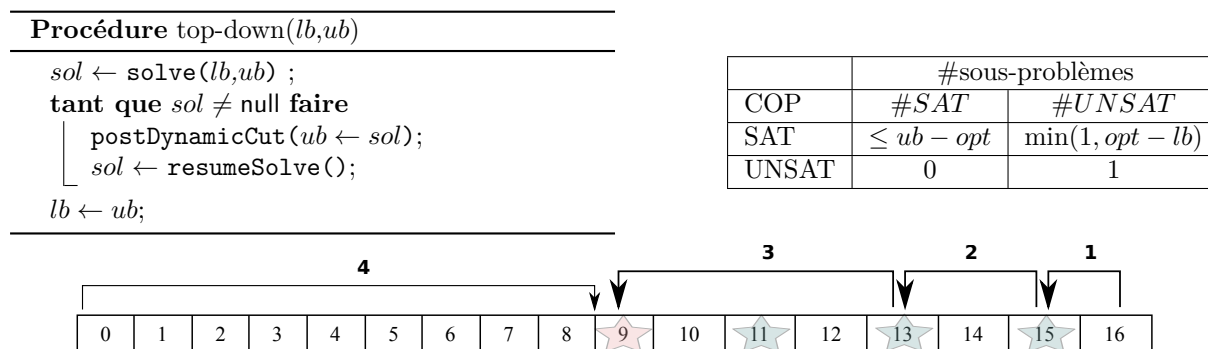 Procédure top-down(lb,ub)
sol ← solve(lb,ub) ;
tant que sol ≠ null faire
postDynamicCut(ub ← sol);
sol ← resumeSolve();
lb ← ub;
#sous-problèmes
COP #SAT #UNSAT
SAT ≤ ub − opt min(1, opt − lb)
UNSAT 0 1
4 3 2 1
0 1 2 3 4 5 6 7 8 9 10 11 12 13 14 15 16